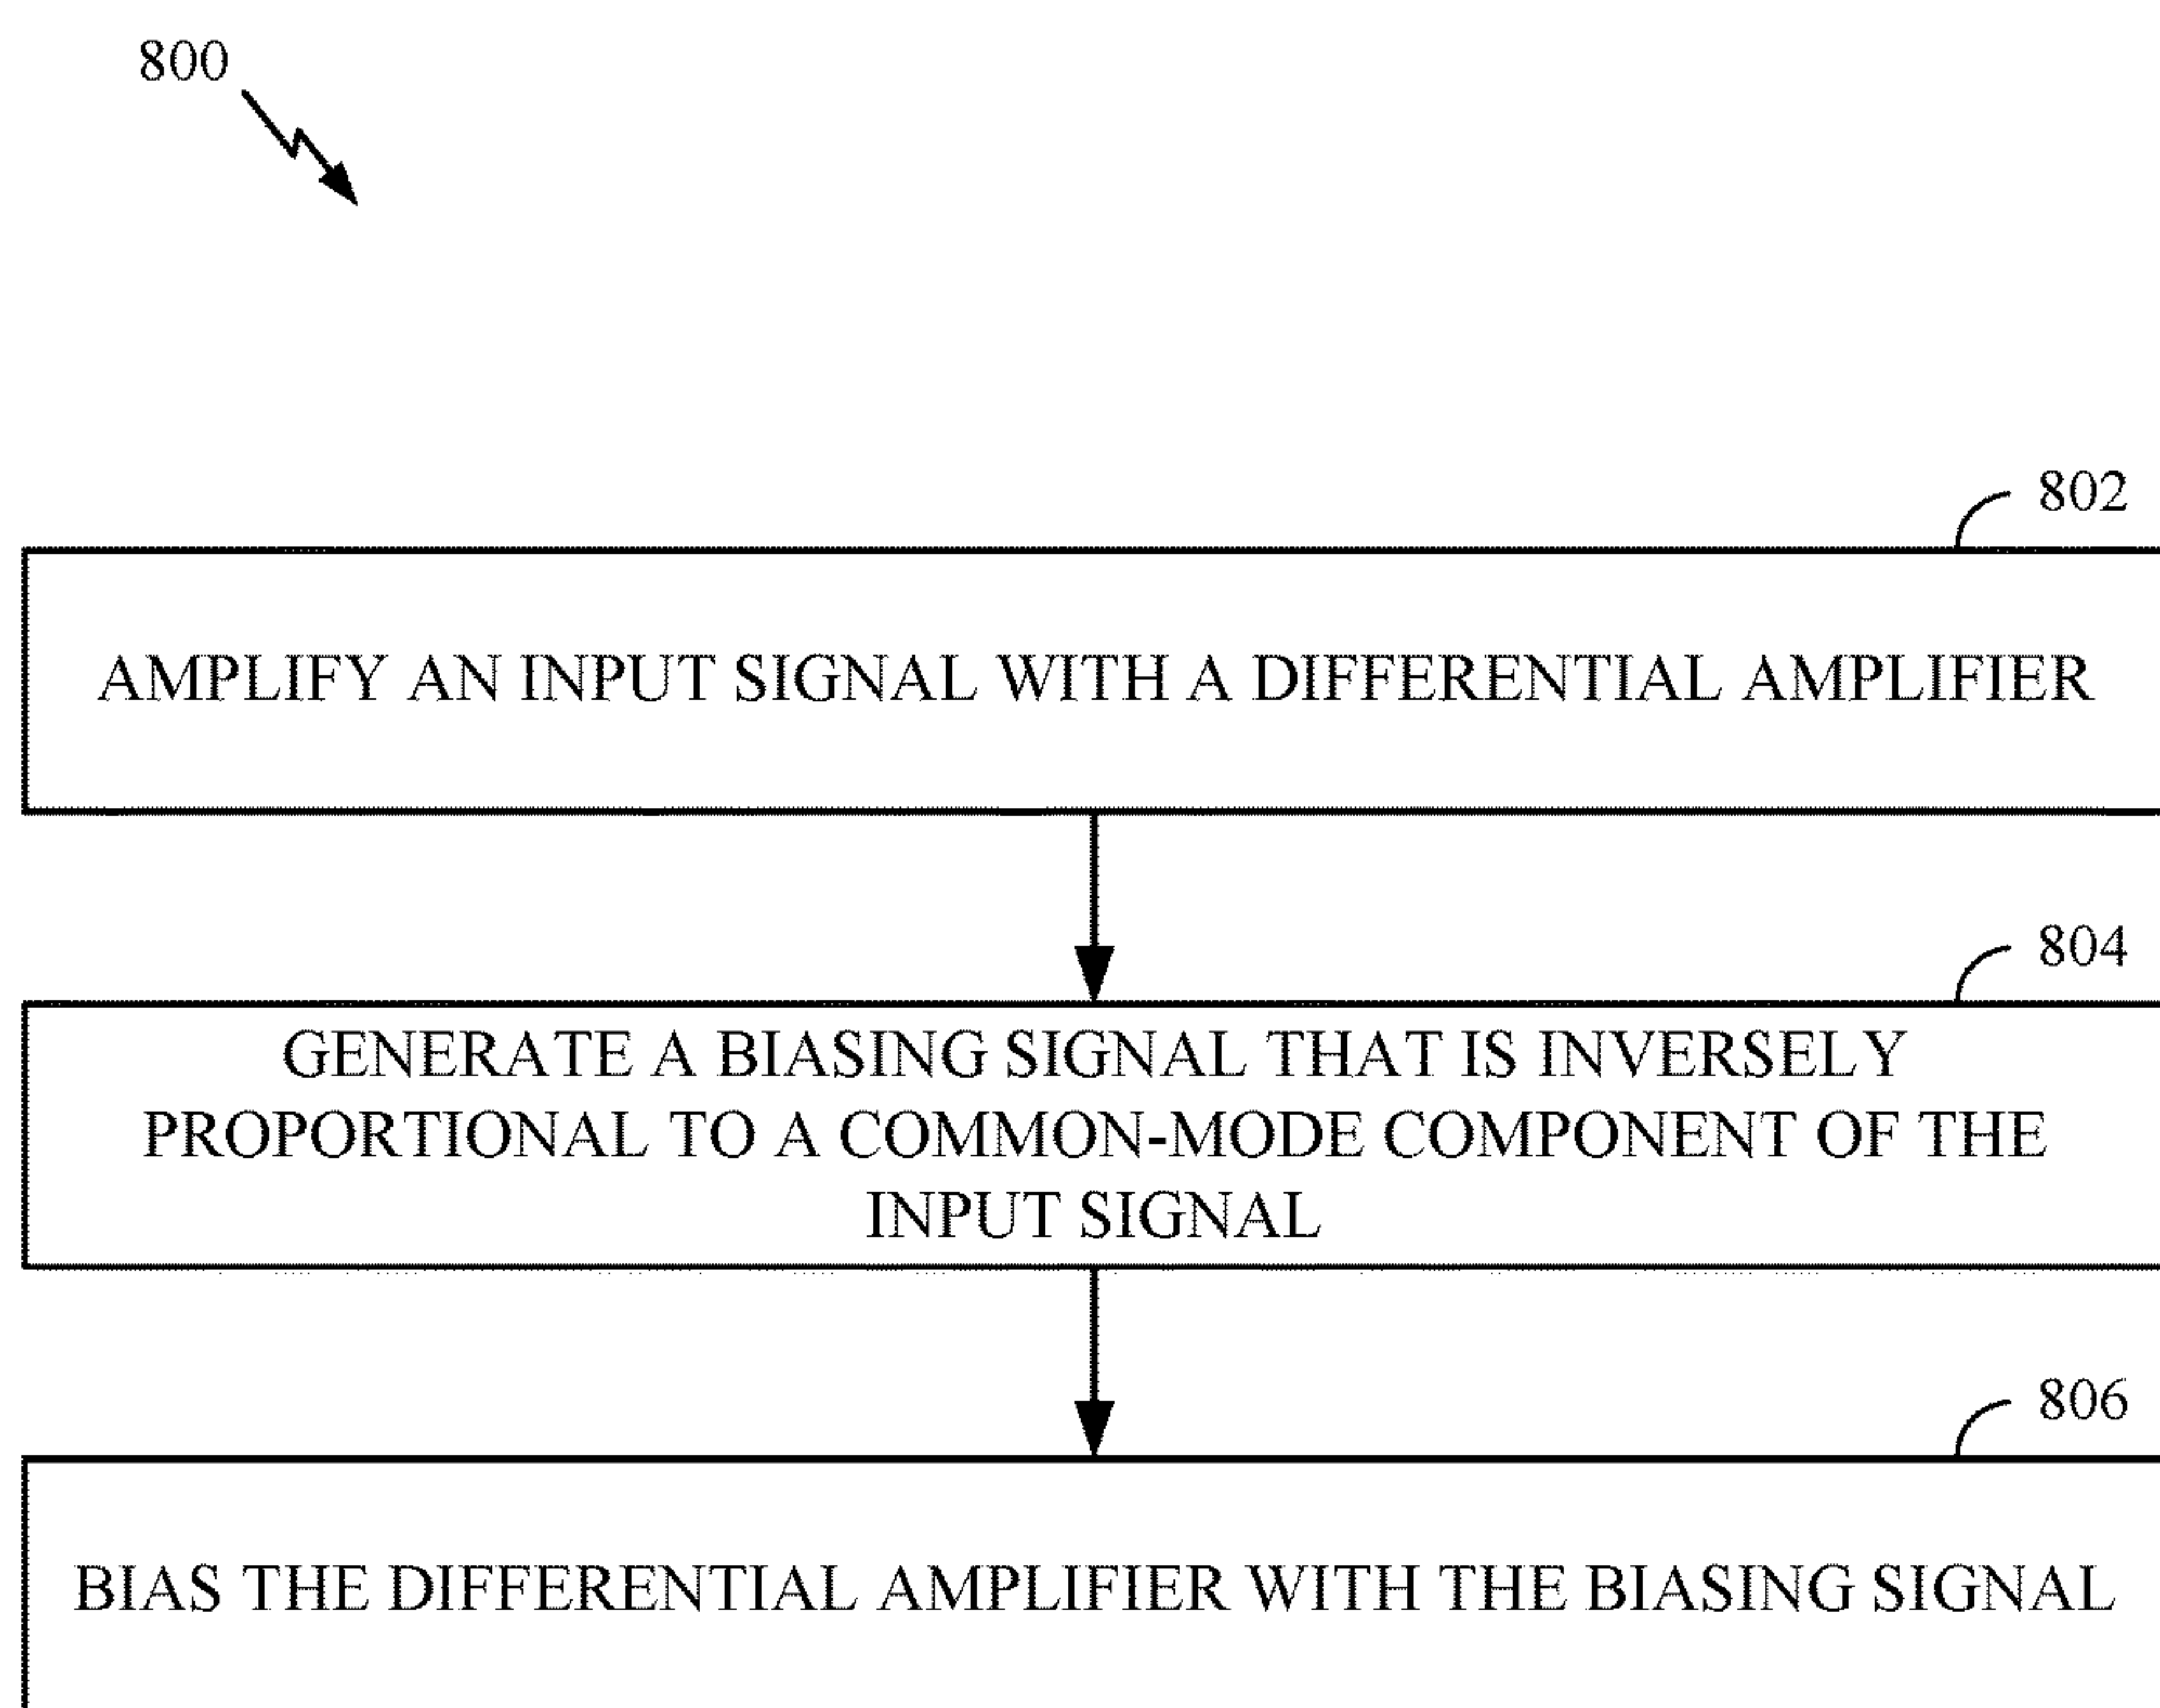 800
802
AMPLIFY AN INPUT SIGNAL WITH A DIFFERENTIAL AMPLIFIER
804
GENERATE A BIASING SIGNAL THAT IS INVERSELY
PROPORTIONAL TO A COMMON-MODE COMPONENT OF THE
INPUT SIGNAL
806
BIAS THE DIFFERENTIAL AMPLIFIER WITH THE BIASING SIGNAL